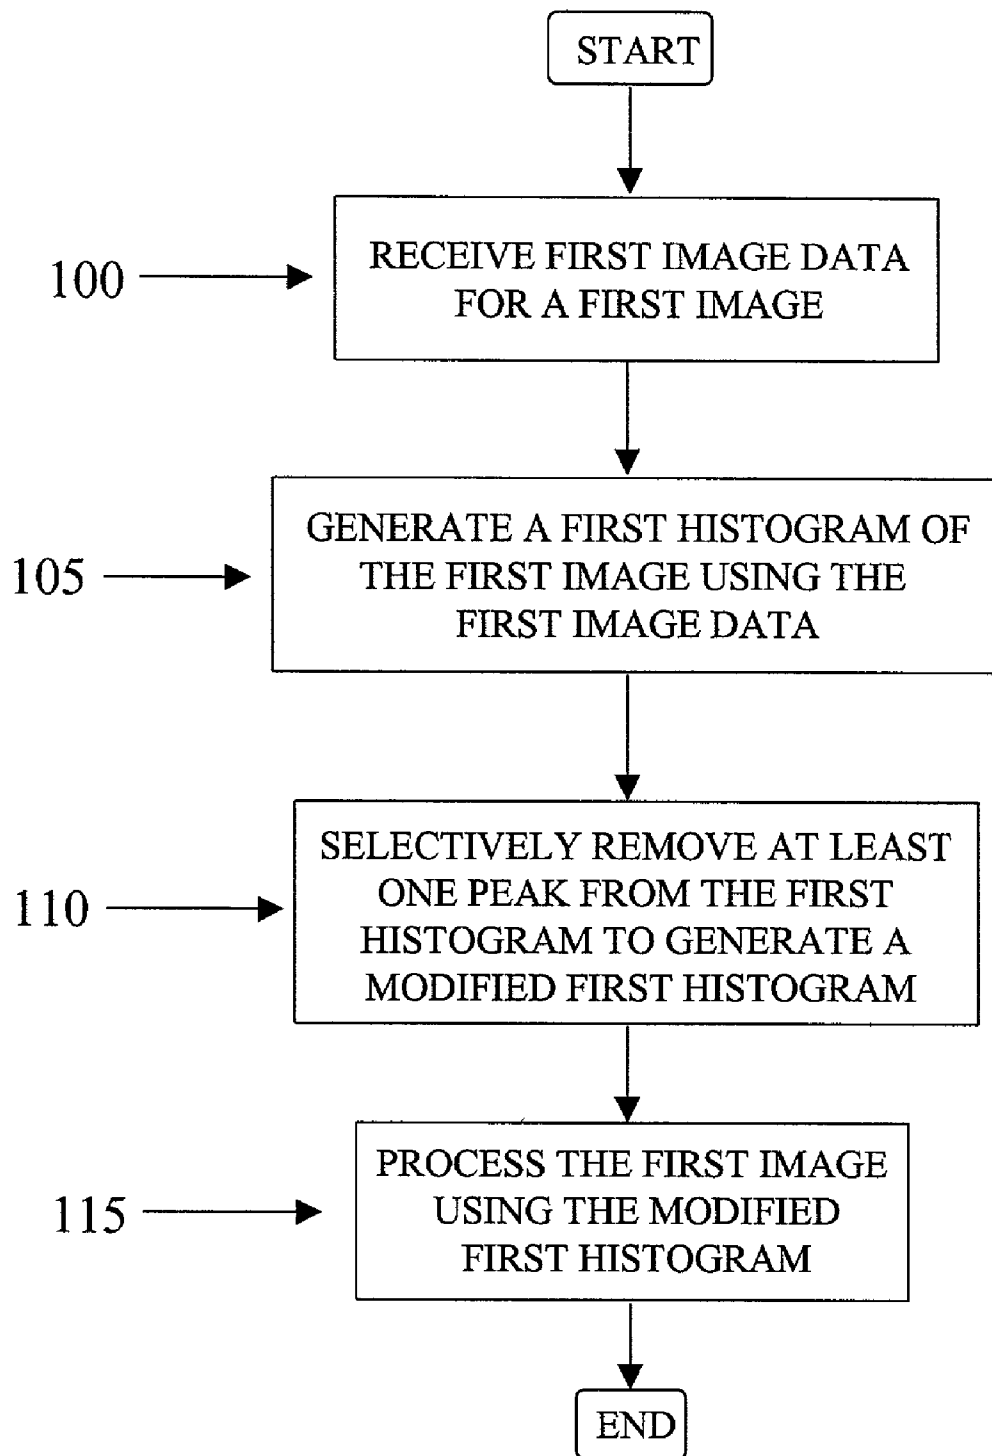 START
100
RECEIVE FIRST IMAGE DATA
FOR A FIRST IMAGE
105
GENERATE A FIRST HISTOGRAM OF
THE FIRST IMAGE USING THE
FIRST IMAGE DATA
110
SELECTIVELY REMOVE AT LEAST
ONE PEAK FROM THE FIRST
HISTOGRAM TO GENERATE A
MODIFIED FIRST HISTOGRAM
115
PROCESS THE FIRST IMAGE
USING THE MODIFIED
FIRST HISTOGRAM
END